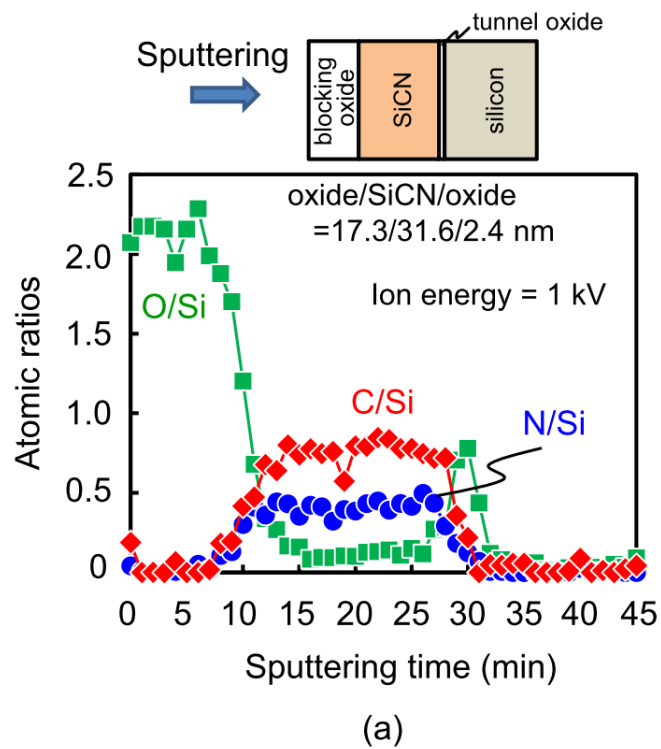 tunnel oxide
Sputtering
blocking
oxide
SiCN
silicon
2.5
oxide/SiCN/oxide
=17.3/31.6/2.4 nm
2.0
Ion energy = 1 kV
O/Si
1.5
Atomic ratios
1.0
C/Si
N/Si
0.5
0
0 5 10 15 20 25 30 35 40 45
Sputtering time (min)
(a)